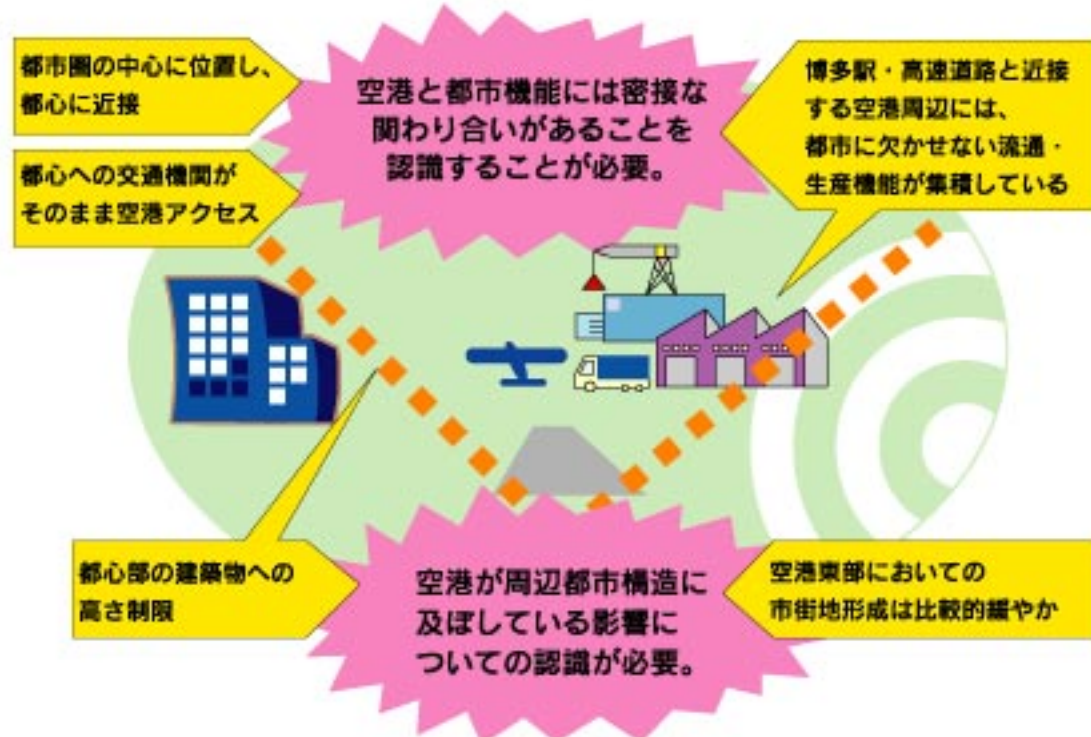 都市圏の中心に位置し、
都心に近接
都心への交通機関が
そのまま空港アクセス
空港と都市機能には密接な
関わり合いがあることを
認識することが必要。
博多駅・高速道路と近接
する空港周辺には、
都市に欠かせない流通・
生産機能が集積している
都心部の建築物への
高さ制限
空港が周辺都市構造に
及ぼしている影響に
ついての認識が必要。
空港東部においての
市街地形成は比較的緩やか